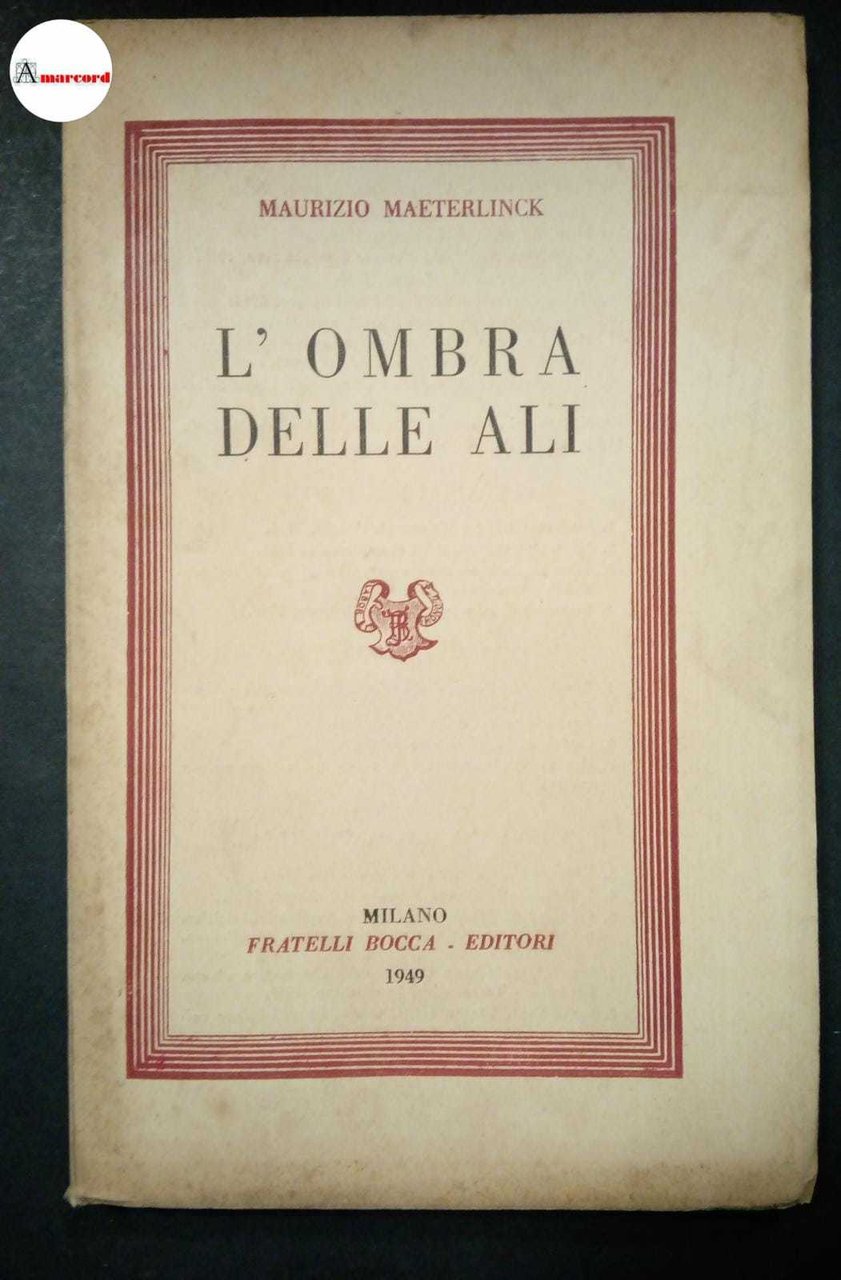 Amarcord
MAURIZIO MAETERLINCK
L' OMBRA
DELLE ALI
MILANO
FRATELLI BOCCA - EDITORI
1949